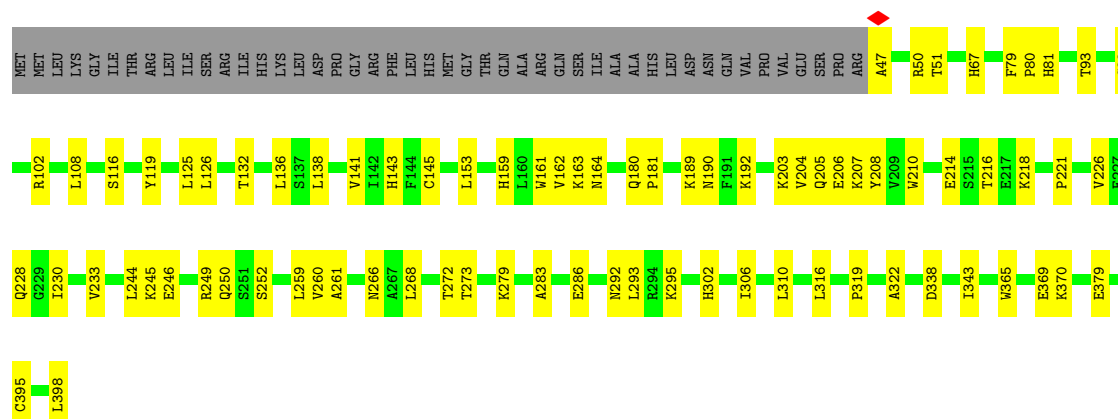 MET MET LEU LYS GLY ILE THR ARG LEU ILE SER ARG ILE HIS LYS LEU ASP PRO GLY ARG PHE LEU HIS MET GLY THR GLN ALA ARG GLN SER ILE ALA ALA HIS LEU ASP ASN GLN VAL PRO VAL GLU SER PRO ARG A47 R50 T51 H67 F79 P80 H81 T93
R102 L108 S116 Y119 L125 L126 T132 L136 S137 L138 V141 I142 H143 F144 C145 L153 H159 L160 W161 V162 K163 N164 Q180 P181 K189 N190 F191 K192 K203 V204 Q205 E206 K207 Y208 V209 W210 E214 S215 T216 E217 K218 P221 V226
Q228 G229 I230 V233 L244 K245 E246 R249 Q250 S251 S252 L259 V260 A261 N266 A267 L268 T272 T273 K279 A283 E286 N292 L293 R294 K295 H302 I306 L310 L316 P319 A322 D338 I343 W365 E369 K370 E379
C395 L398